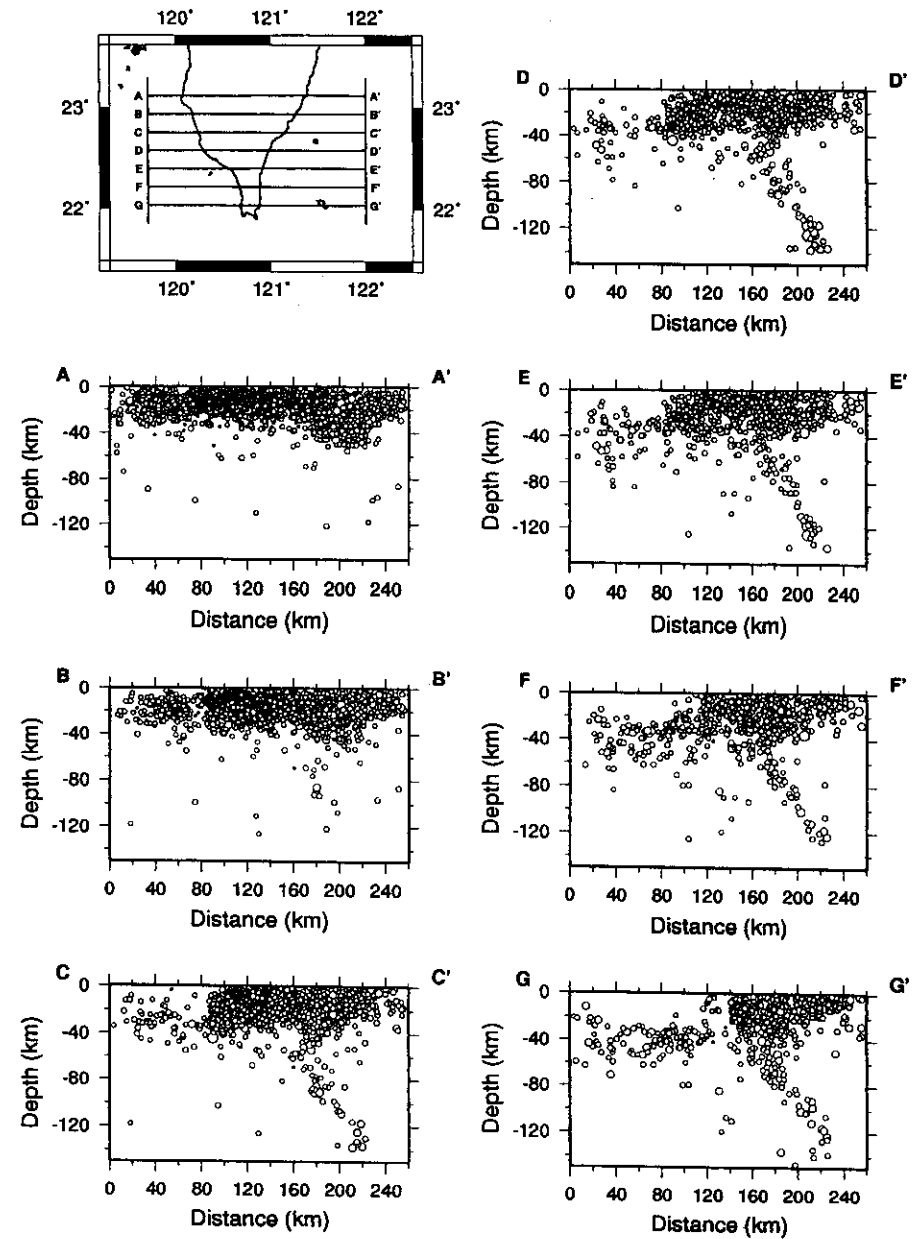 120° 121° 122°
A A'
23° 23°
B B'
C C'
D D'
E E'
F F'
22° 22°
G G'
120° 121° 122°
D D'
0
-40
-80
-120
Depth (km)
0 40 80 120 160 200 240
Distance (km)
A A'
0
-40
-80
-120
Depth (km)
0 40 80 120 160 200 240
Distance (km)
E E'
0
-40
-80
-120
Depth (km)
0 40 80 120 160 200 240
Distance (km)
B B'
0
-40
-80
-120
Depth (km)
0 40 80 120 160 200 240
Distance (km)
F F'
0
-40
-80
-120
Depth (km)
0 40 80 120 160 200 240
Distance (km)
C C'
0
-40
-80
-120
Depth (km)
0 40 80 120 160 200 240
Distance (km)
G G'
0
-40
-80
-120
Depth (km)
0 40 80 120 160 200 240
Distance (km)